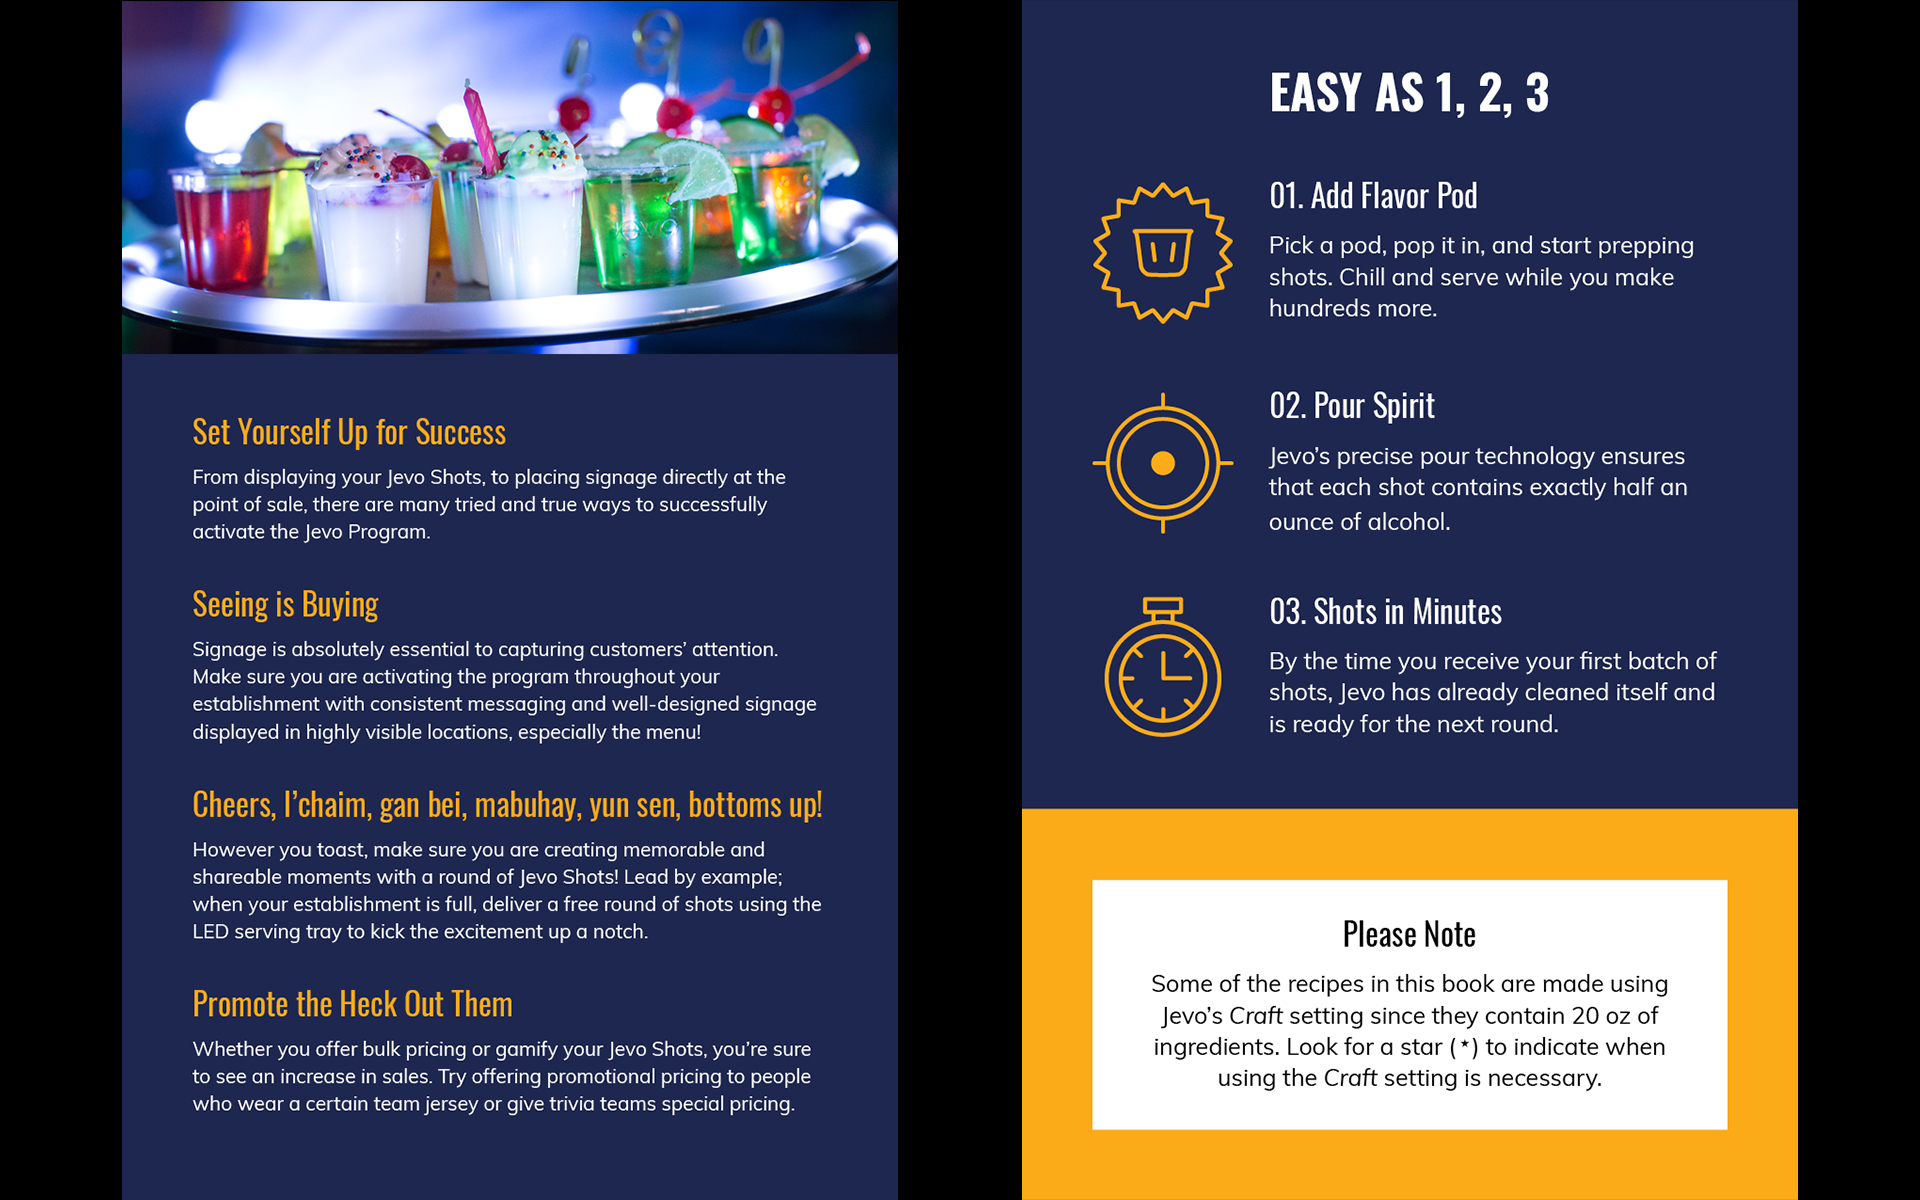 Set Yourself Up for Success
From displaying your Jevo Shots, to placing signage directly at the
point of sale, there are many tried and true ways to successfully
activate the Jevo Program.
Seeing is Buying
Signage is absolutely essential to capturing customers’ attention.
Make sure you are activating the program throughout your
establishment with consistent messaging and well-designed signage
displayed in highly visible locations, especially the menu!
Cheers, l’chaim, gan bei, mabuhay, yun sen, bottoms up!
However you toast, make sure you are creating memorable and
shareable moments with a round of Jevo Shots! Lead by example;
when your establishment is full, deliver a free round of shots using the
LED serving tray to kick the excitement up a notch.
Promote the Heck Out Them
Whether you offer bulk pricing or gamify your Jevo Shots, you’re sure
to see an increase in sales. Try offering promotional pricing to people
who wear a certain team jersey or give trivia teams special pricing.
EASY AS 1, 2, 3
01. Add Flavor Pod
Pick a pod, pop it in, and start prepping
shots. Chill and serve while you make
hundreds more.
02. Pour Spirit
Jevo’s precise pour technology ensures
that each shot contains exactly half an
ounce of alcohol.
03. Shots in Minutes
By the time you receive your first batch of
shots, Jevo has already cleaned itself and
is ready for the next round.
Please Note
Some of the recipes in this book are made using
Jevo’s Craft setting since they contain 20 oz of
ingredients. Look for a star (⋆) to indicate when
using the Craft setting is necessary.